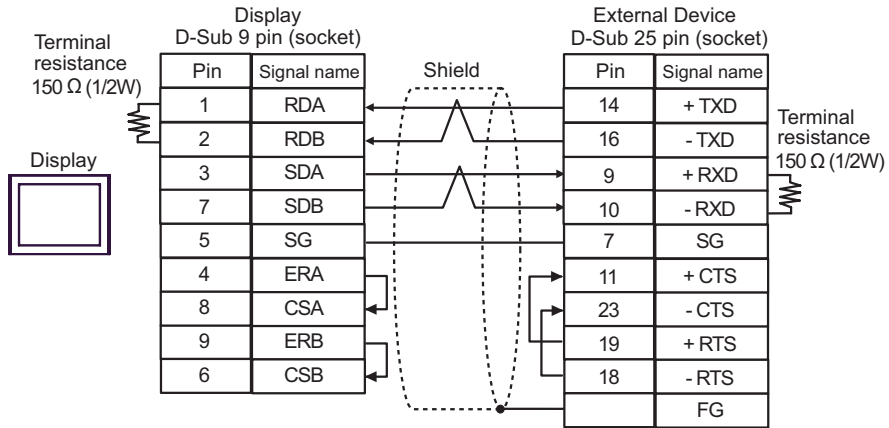 Display
D-Sub 9 pin (socket)
External Device
D-Sub 25 pin (socket)
Terminal
resistance
150 Ω (1/2W)
Pin Signal name
Shield
Pin Signal name
1 RDA
14 + TXD
2 RDB
16 - TXD
Terminal
resistance
150 Ω (1/2W)
Display
3 SDA
9 + RXD
7 SDB
10 - RXD
5 SG
7 SG
4 ERA
11 + CTS
8 CSA
23 - CTS
9 ERB
19 + RTS
6 CSB
18 - RTS
FG